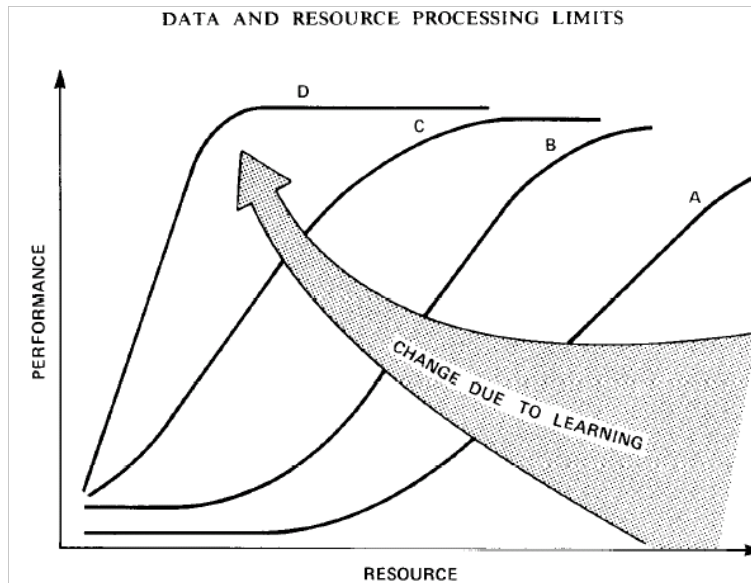 DATA AND RESOURCE PROCESSING LIMITS
D
C
B
A
PERFORMANCE
CHANGE DUE TO LEARNING
RESOURCE